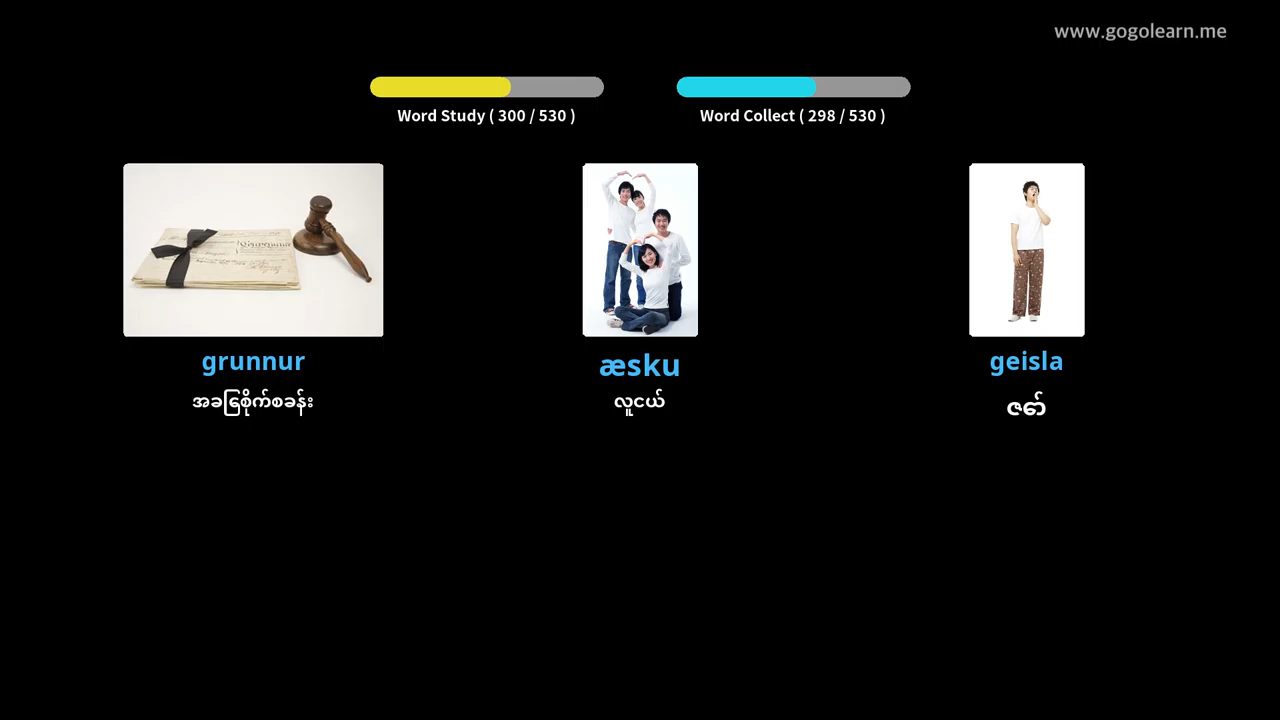 www.gogolearn.me
Word Study ( 300 / 530 )
Word Collect ( 298 / 530 )
grunnur
æsku
geisla
အခြေစိုက်စခန်း
လူငယ်
ဇော်